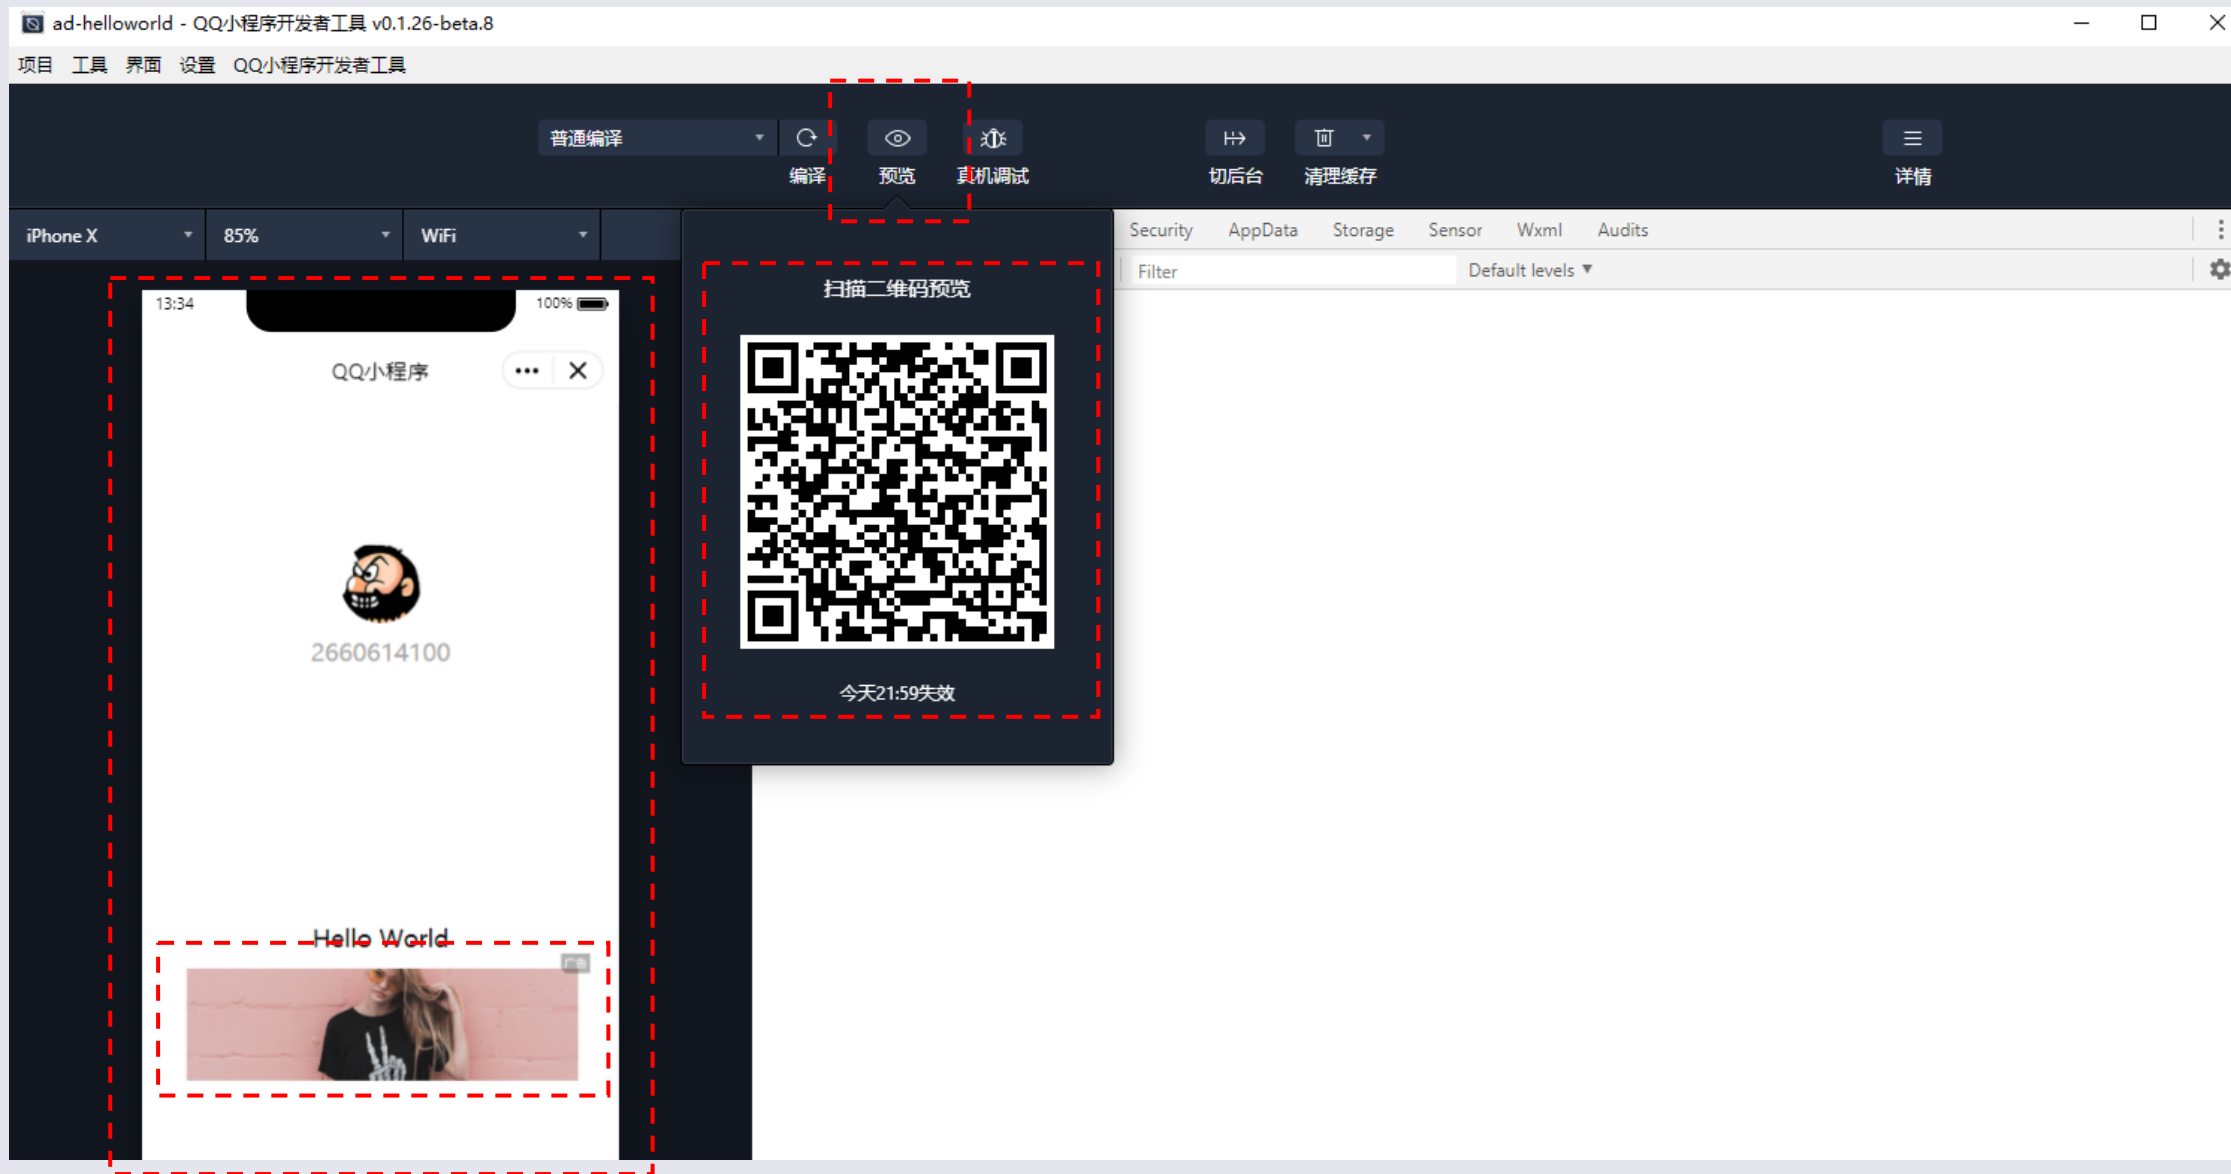 ad-helloworld - QQ小程序开发者工具 v0.1.26-beta.8
项目 工具 界面 设置 QQ小程序开发者工具
普通编译
编译 预览 真机调试 切后台 清理缓存 详情
iPhone X 85% WiFi
Security AppData Storage Sensor Wxml Audits
Filter Default levels ▼
扫描二维码预览
今天21:59失效
13:34 100%
QQ小程序
2660614100
Hello World
广告